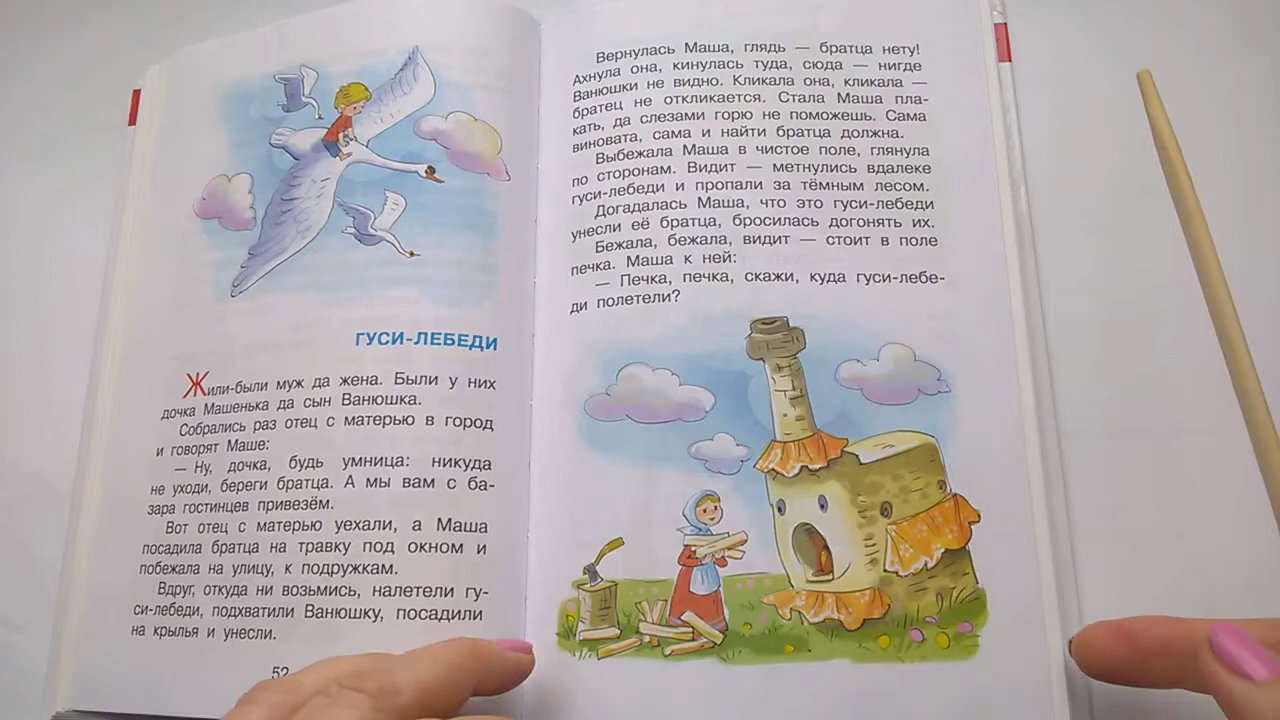 ГУСИ-ЛЕБЕДИ
Жили-были муж да жена. Были у них
дочка Машенька да сын Ванюшка.
Собрались раз отец с матерью в город
и говорят Маше:
— Ну, дочка, будь умница: никуда
не уходи, береги братца. А мы вам с ба-
зара гостинцев привезём.
Вот отец с матерью уехали, а Маша
посадила братца на травку под окном и
побежала на улицу, к подружкам.
Вдруг, откуда ни возьмись, налетели гу-
си-лебеди, подхватили Ванюшку, посадили
на крылья и унесли.
52
Вернулась Маша, глядь — братца нету!
Ахнула она, кинулась туда, сюда — нигде
Ванюшки не видно. Кликала она, кликала —
братец не откликается. Стала Маша пла-
кать, да слезами горю не поможешь. Сама
виновата, сама и найти братца должна.
Выбежала Маша в чистое поле, глянула
по сторонам. Видит — метнулись вдалеке
гуси-лебеди и пропали за тёмным лесом.
Догадалась Маша, что это гуси-лебеди
унесли её братца, бросилась догонять их.
Бежала, бежала, видит — стоит в поле
печка. Маша к ней:
— Печка, печка, скажи, куда гуси-лебе-
ди полетели?